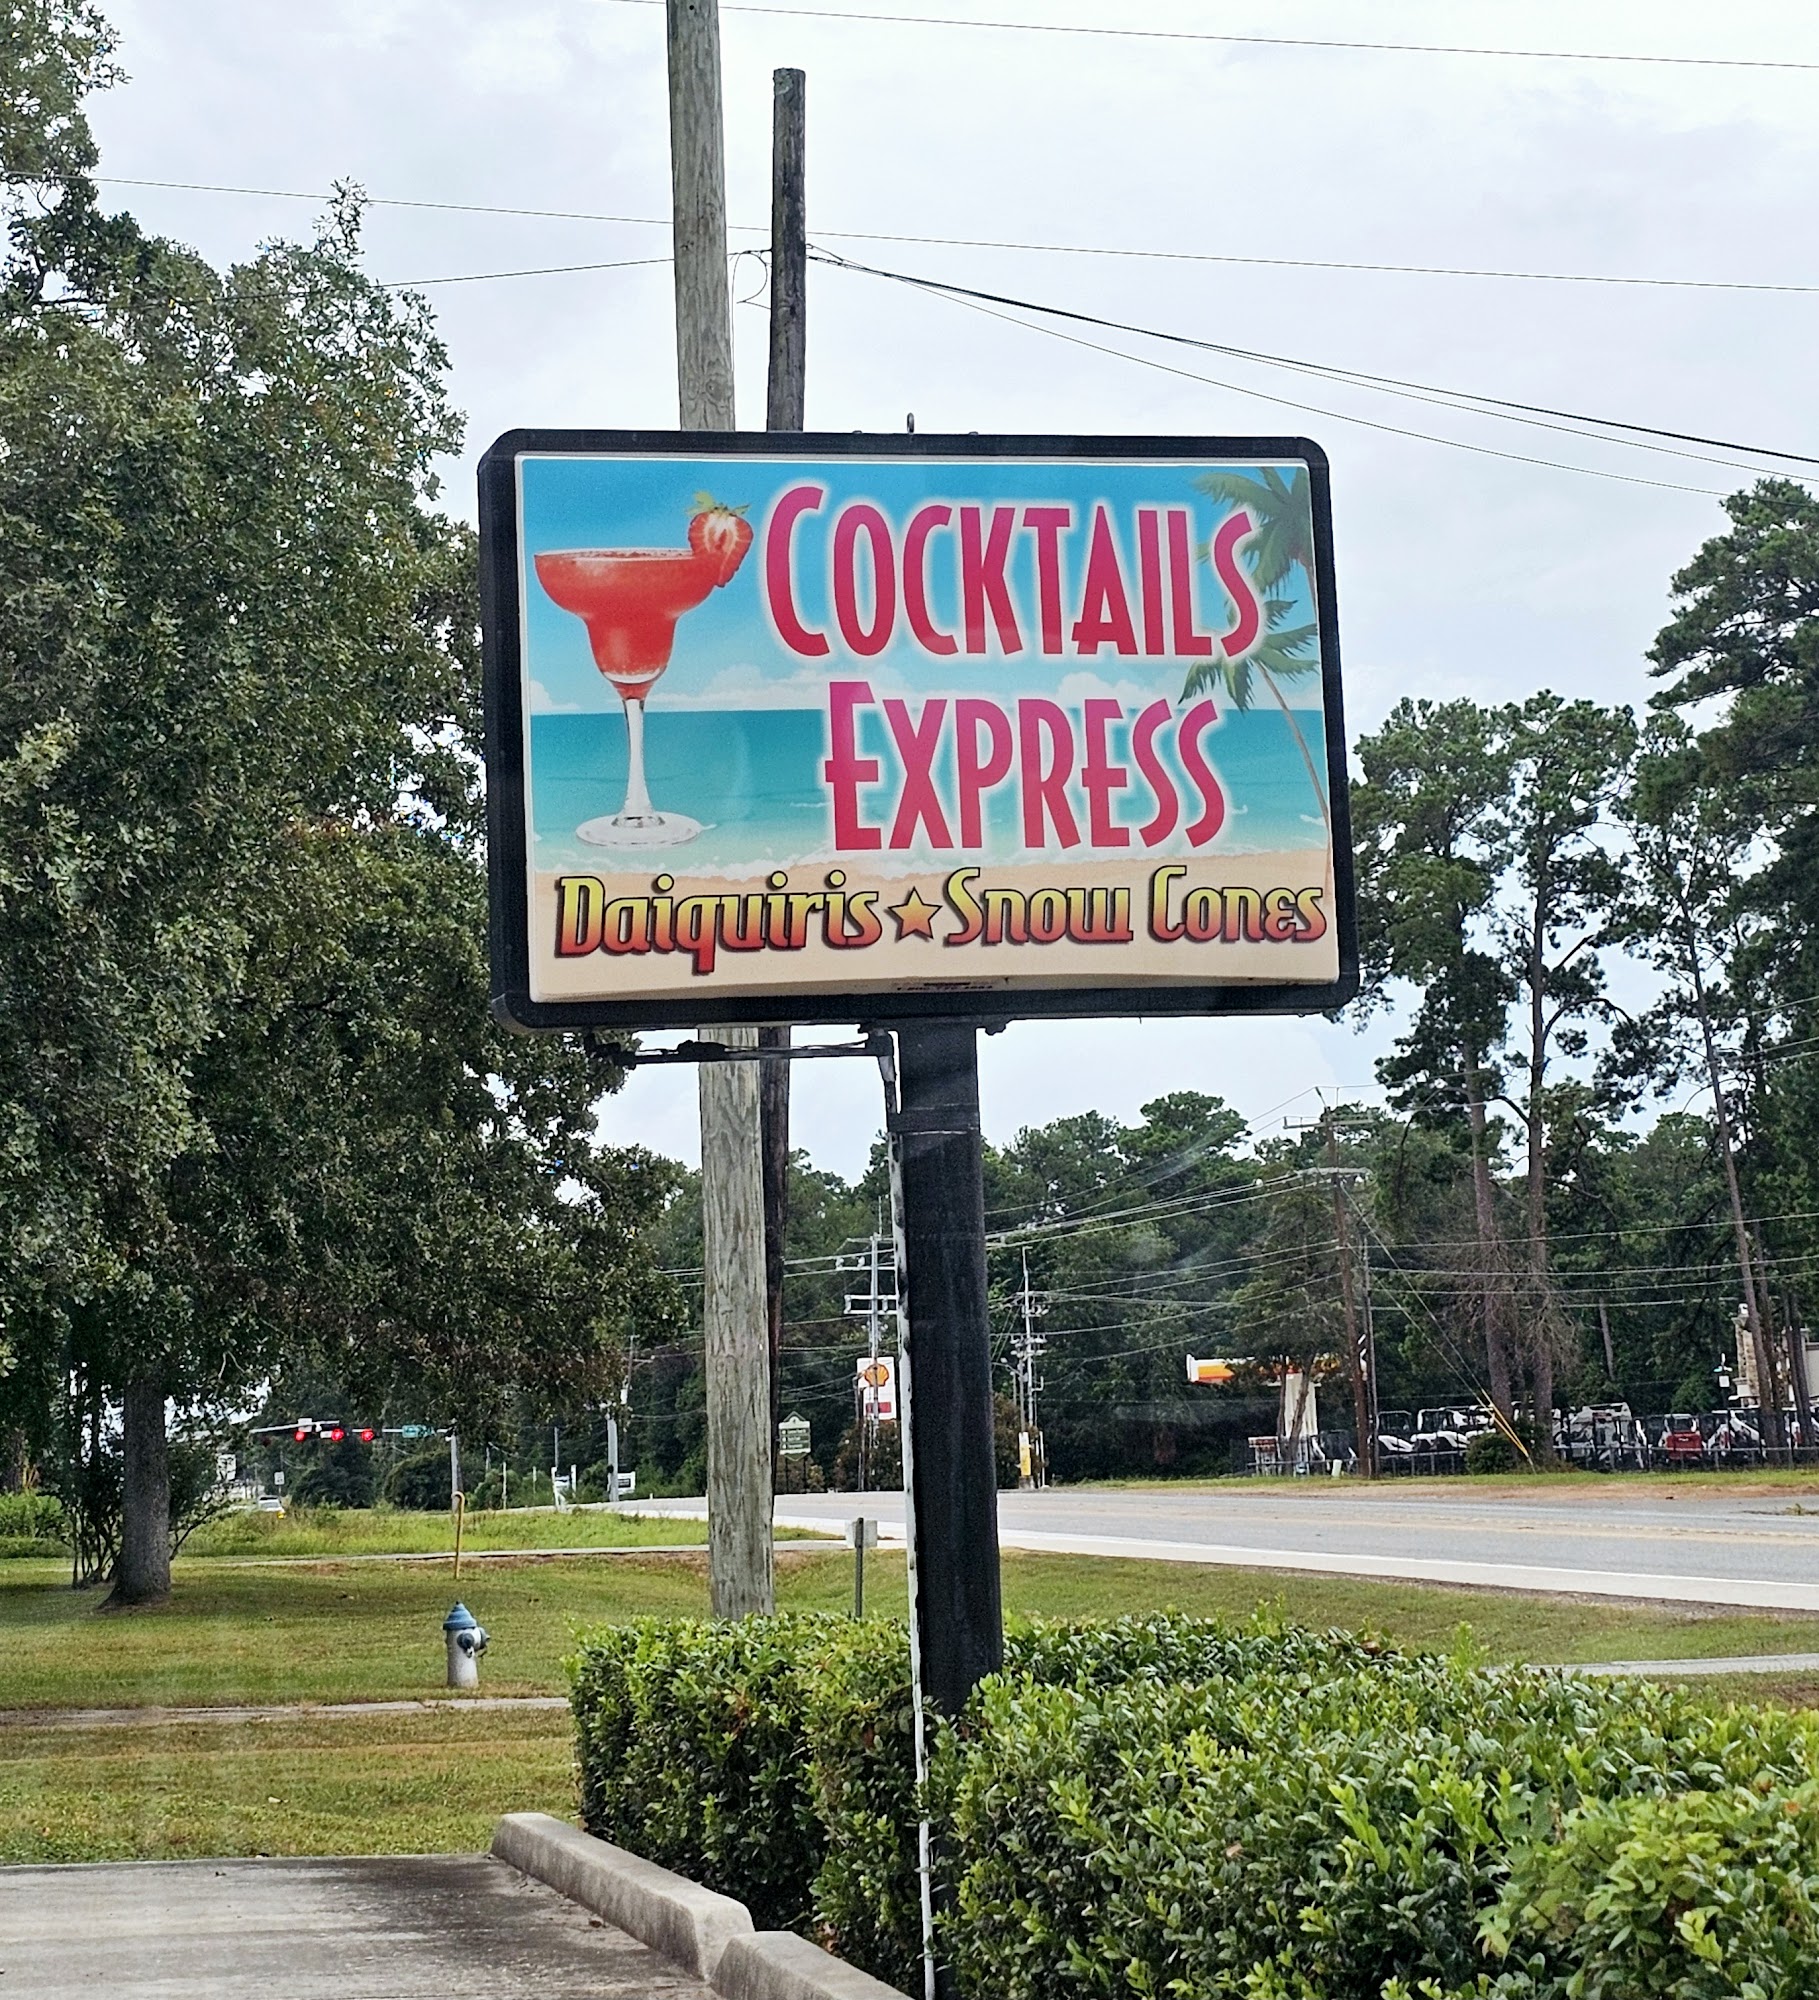 Cocktails
Express
Daiquiris★Snow Cones